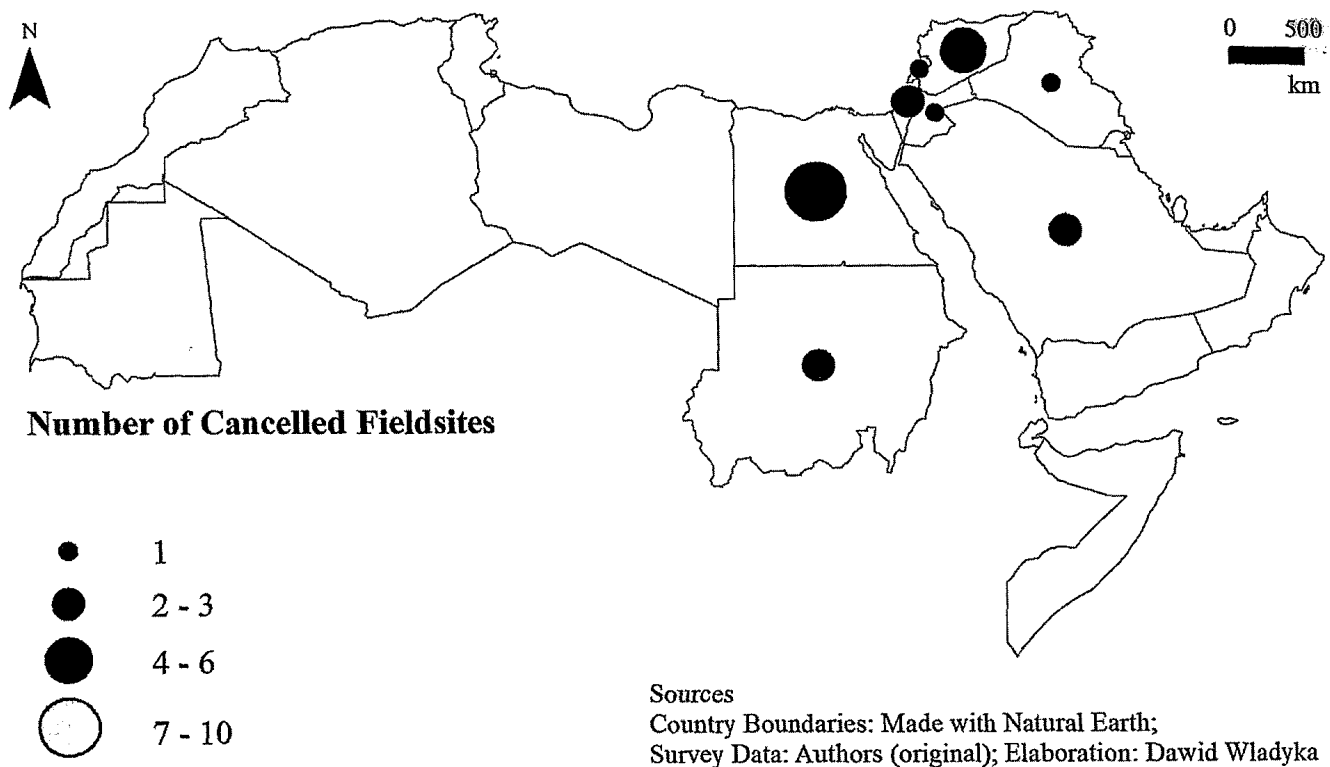 N
0 500
km
Number of Cancelled Fieldsites
1
2 - 3
4 - 6
7 - 10
Sources
Country Boundaries: Made with Natural Earth;
Survey Data: Authors (original); Elaboration: Dawid Wladyka